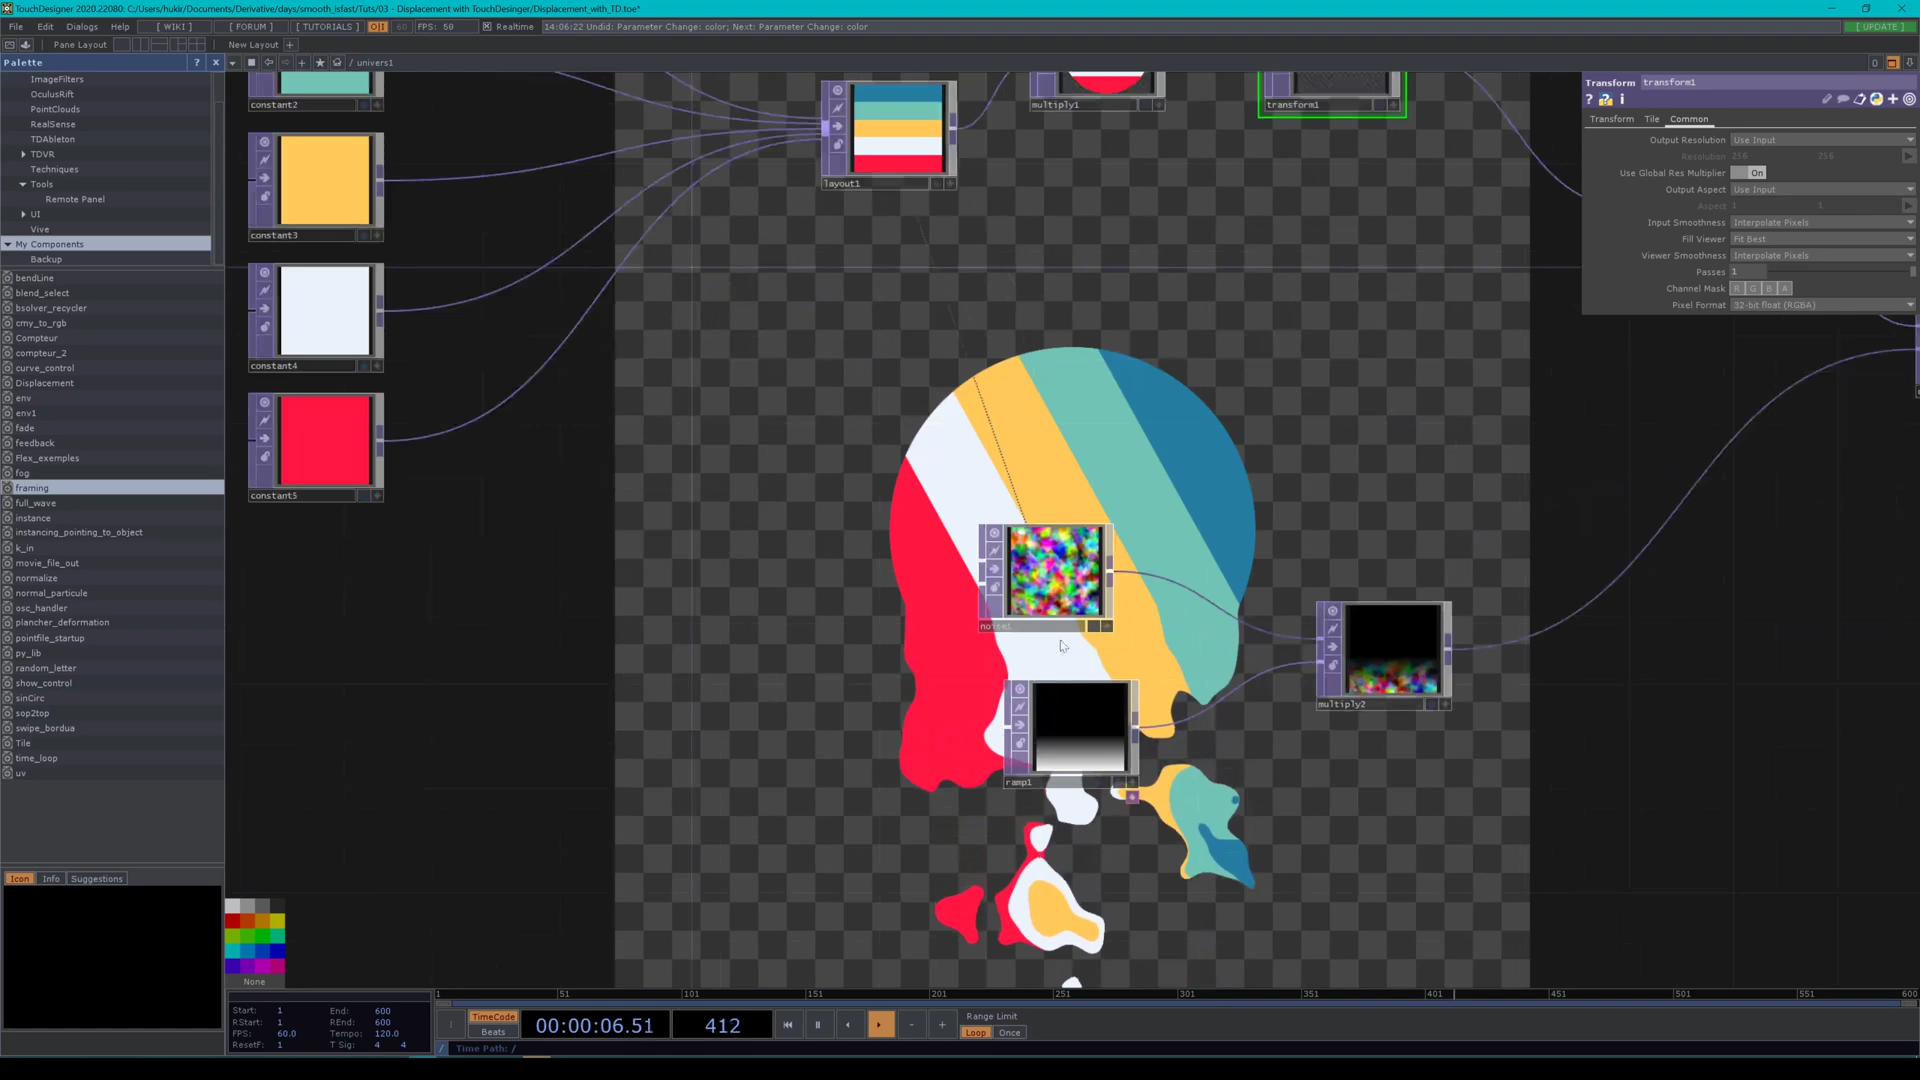 TouchDesigner 2020.22080: C:/Users/hukir/Documents/Derivative/days/smooth_isfast/Tuts/03 - Displacement with TouchDesinger/Displacement_with_TD.toe*
File Edit Dialogs Help [ WIKI ] [ FORUM ] [ TUTORIALS ] O|I 60 FPS: 50 Realtime 14:06:22 Undid: Parameter Change: color; Next: Parameter Change: color [ UPDATE ]
Pane Layout New Layout +
Palette ? x / univers1 0
ImageFilters
OculusRift
PointClouds
RealSense
TDAbleton
TDVR
Techniques
Tools
Remote Panel
UI
Vive
My Components
Backup
bendLine
blend_select
bsolver_recycler
cmy_to_rgb
Compteur
compteur_2
curve_control
Displacement
env
env1
fade
feedback
Flex_exemples
fog
framing
full_wave
instance
instancing_pointing_to_object
k_in
movie_file_out
normalize
normal_particule
osc_handler
plancher_deformation
pointfile_startup
py_lib
random_letter
show_control
sinCirc
sop2top
swipe_bordua
Tile
time_loop
uv
Icon Info Suggestions
None
constant2
constant3
constant4
constant5
layout1
multiply1
transform1
noise1
ramp1
multiply2
Transform transform1
? ? i
Transform Tile Common
Output Resolution Use Input
Resolution 256 256
Use Global Res Multiplier On
Output Aspect Use Input
Aspect 1 1
Input Smoothness Interpolate Pixels
Fill Viewer Fit Best
Viewer Smoothness Interpolate Pixels
Passes 1
Channel Mask R G B A
Pixel Format 32-bit float (RGBA)
1 51 101 151 201 251 301 351 401 451 501 551 600
Start: 1 End: 600
RStart: 1 REnd: 600
FPS: 60.0 Tempo: 120.0
ResetF: 1 T Sig: 4 4
TimeCode
Beats
00:00:06.51 412
- +
Range Limit
Loop Once
/ Time Path: /